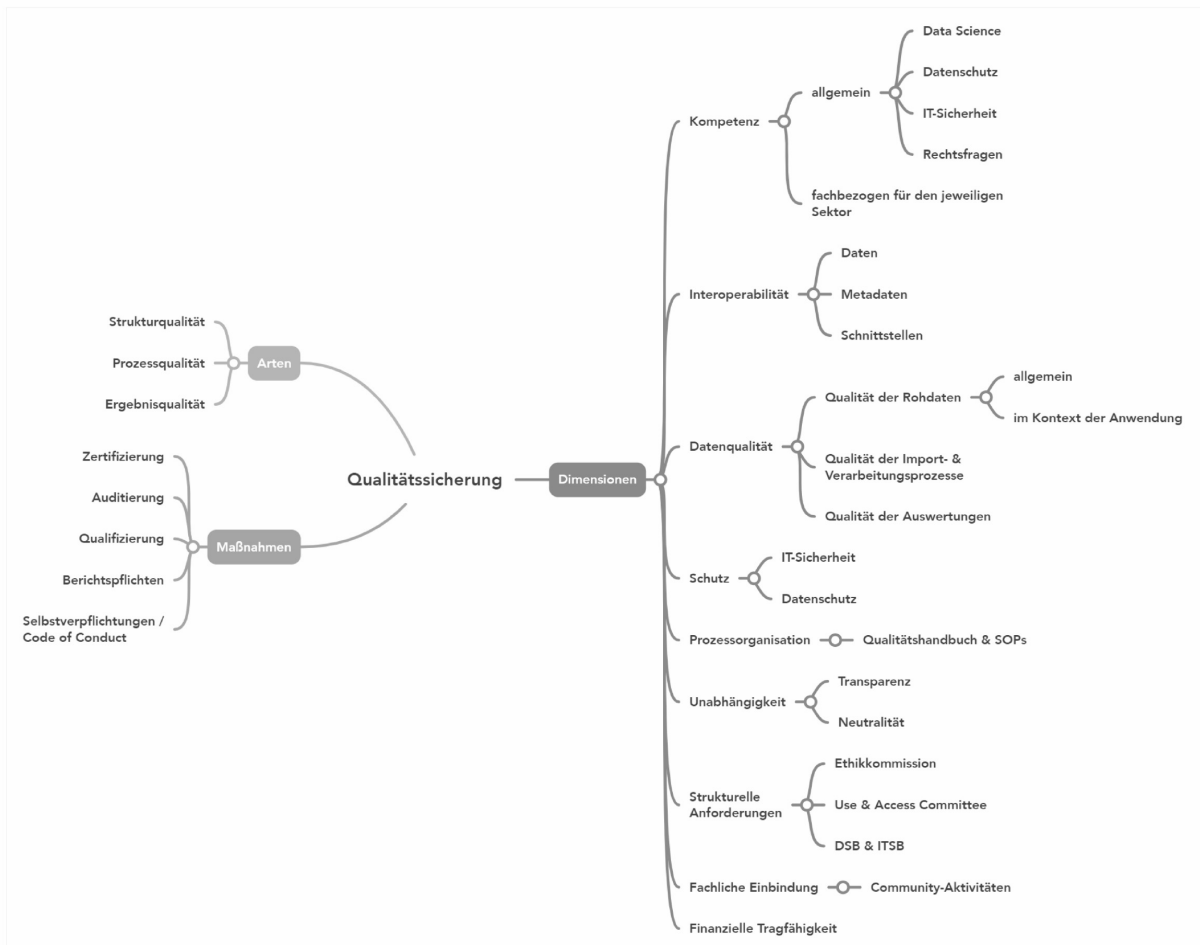 Qualitätssicherung
Arten
Strukturqualität
Prozessqualität
Ergebnisqualität
Maßnahmen
Zertifizierung
Auditierung
Qualifizierung
Berichtspflichten
Selbstverpflichtungen /
Code of Conduct
Dimensionen
Kompetenz
allgemein
Data Science
Datenschutz
IT-Sicherheit
Rechtsfragen
fachbezogen für den jeweiligen
Sektor
Interoperabilität
Daten
Metadaten
Schnittstellen
Datenqualität
Qualität der Rohdaten
allgemein
im Kontext der Anwendung
Qualität der Import- &
Verarbeitungsprozesse
Qualität der Auswertungen
Schutz
IT-Sicherheit
Datenschutz
Prozessorganisation
Qualitätshandbuch & SOPs
Unabhängigkeit
Transparenz
Neutralität
Strukturelle
Anforderungen
Ethikkommission
Use & Access Committee
DSB & ITSB
Fachliche Einbindung
Community-Aktivitäten
Finanzielle Tragfähigkeit